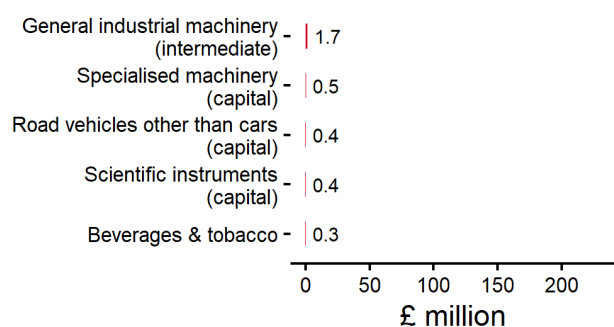 General industrial machinery
(intermediate)
1.7
Specialised machinery
(capital)
0.5
Road vehicles other than cars
(capital)
0.4
Scientific instruments
(capital)
0.4
Beverages & tobacco
0.3
0 50 100 150 200
£ million